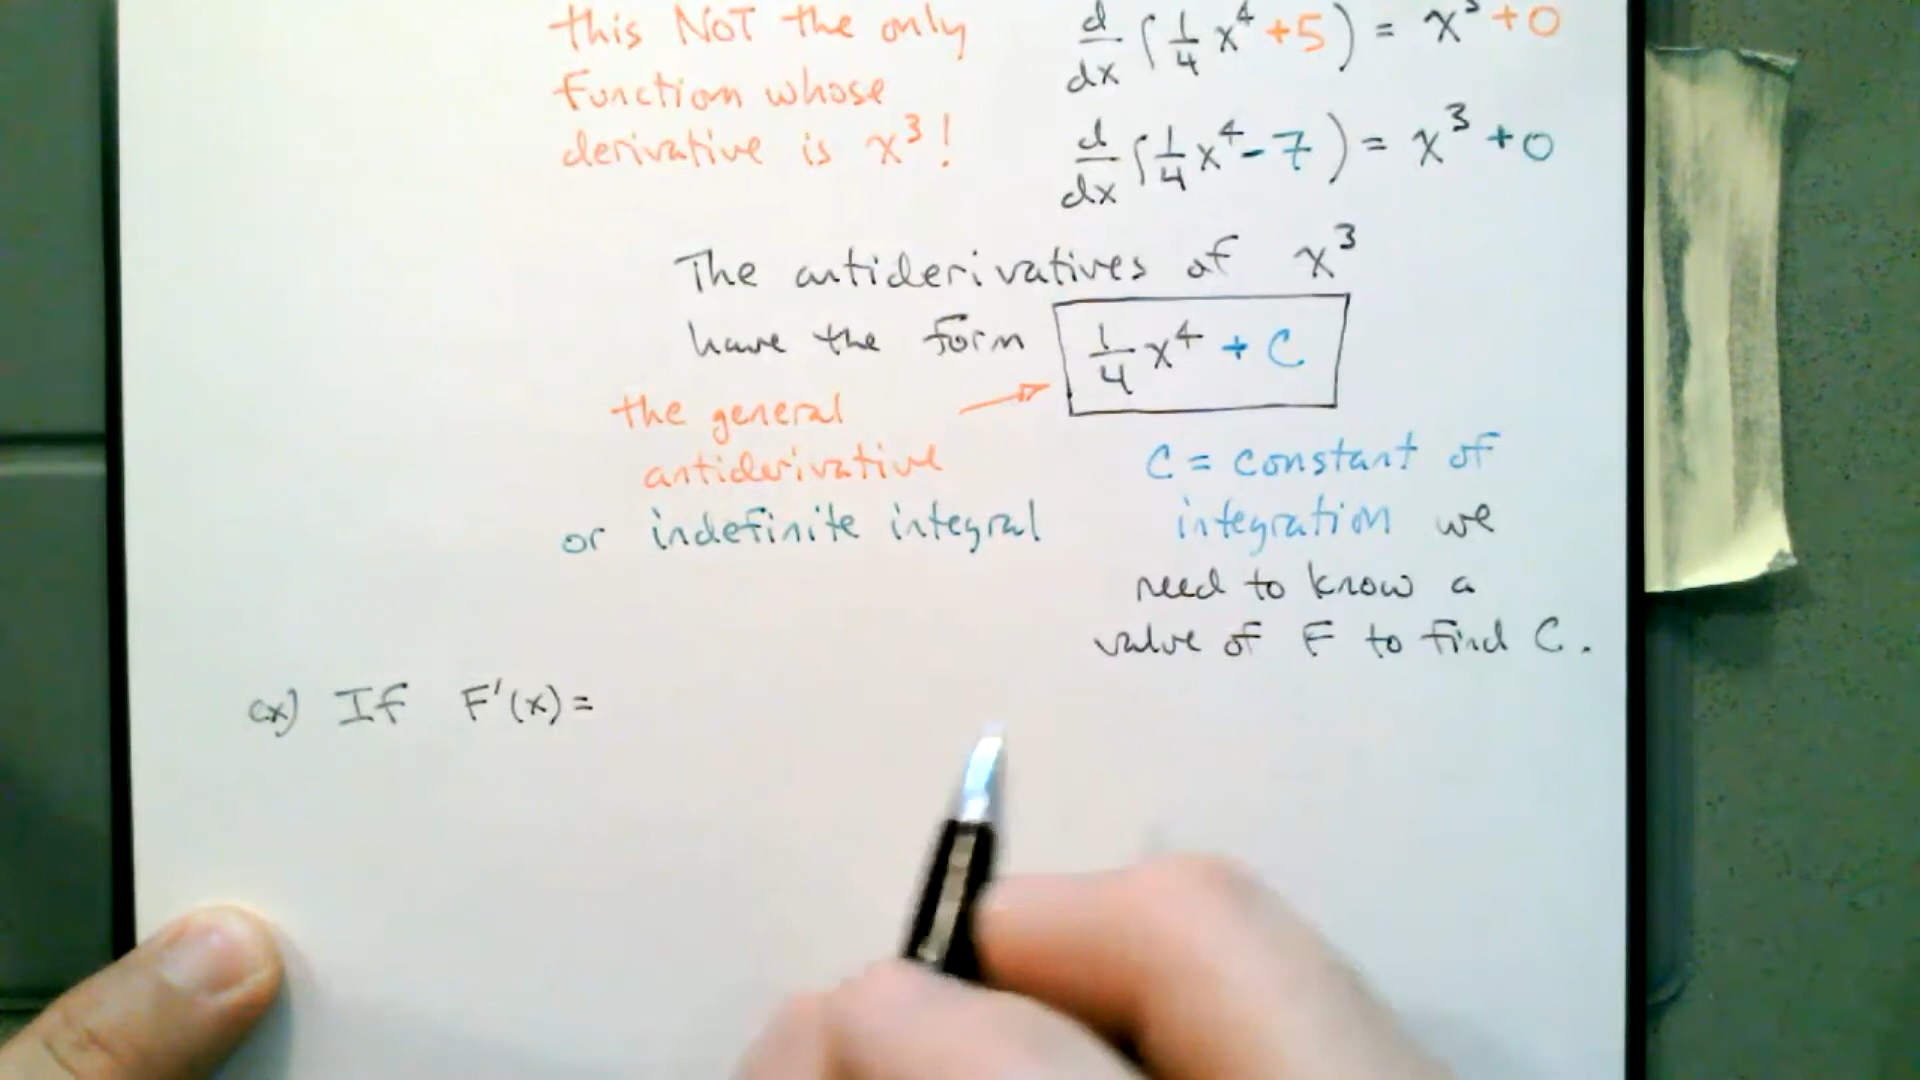 this NOT the only
function whose
derivative is x³!
d/dx (1/4 x⁴ +5) = x³ +0
d/dx (1/4 x⁴ - 7) = x³ +0
The antiderivatives of x³
have the form 1/4 x⁴ + C
the general
antiderivative
or indefinite integral
C = constant of
integration we
need to know a
value of F to find C.
ex) If F'(x) =